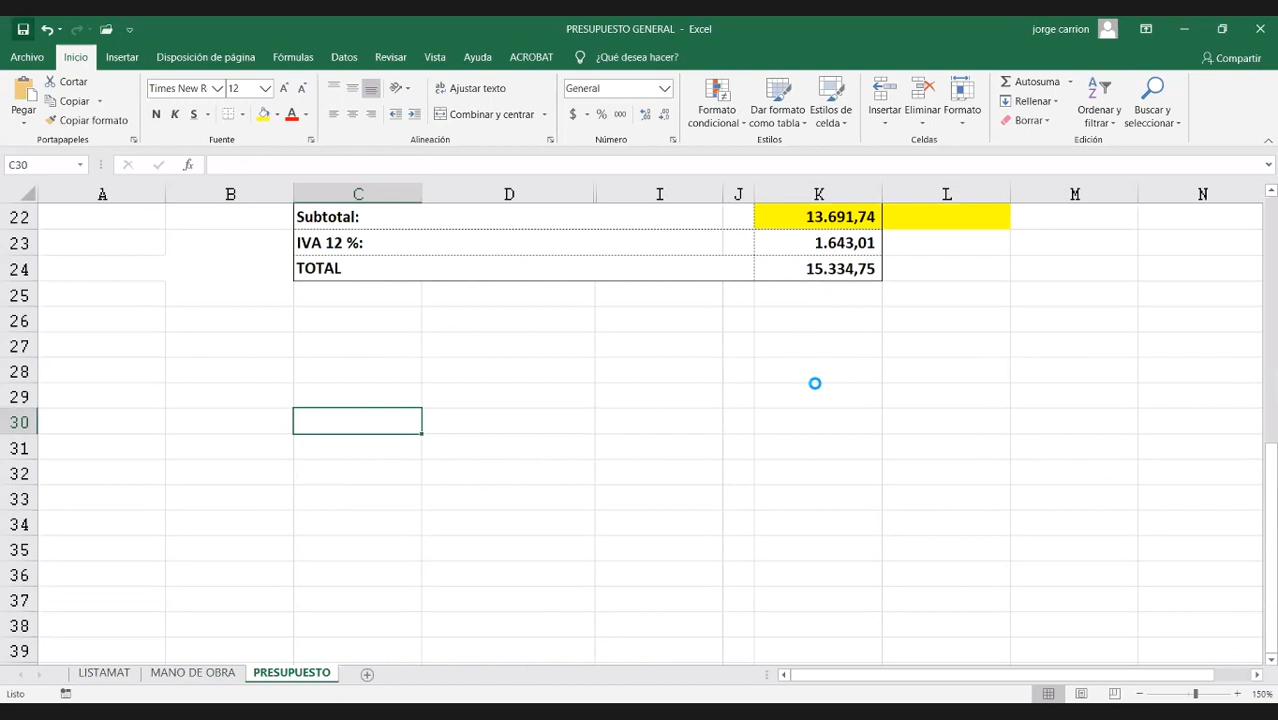 PRESUPUESTO GENERAL - Excel
jorge carrion
Archivo Inicio Insertar Disposición de página Fórmulas Datos Revisar Vista Ayuda ACROBAT ¿Qué desea hacer? Compartir
Pegar
Cortar
Copiar
Copiar formato
Portapapeles
Times New R 12
N K S
Fuente
Ajustar texto
Combinar y centrar
Alineación
General
$ % 000
Número
Formato condicional
Dar formato como tabla
Estilos de celda
Estilos
Insertar Eliminar Formato
Celdas
Autosuma
Rellenar
Borrar
Ordenar y filtrar
Buscar y seleccionar
Edición
C30 fx
A B C D I J K L M N
22 Subtotal: 13.691,74
23 IVA 12 %: 1.643,01
24 TOTAL 15.334,75
25
26
27
28
29
30
31
32
33
34
35
36
37
38
39
LISTAMAT MANO DE OBRA PRESUPUESTO
Listo 150%